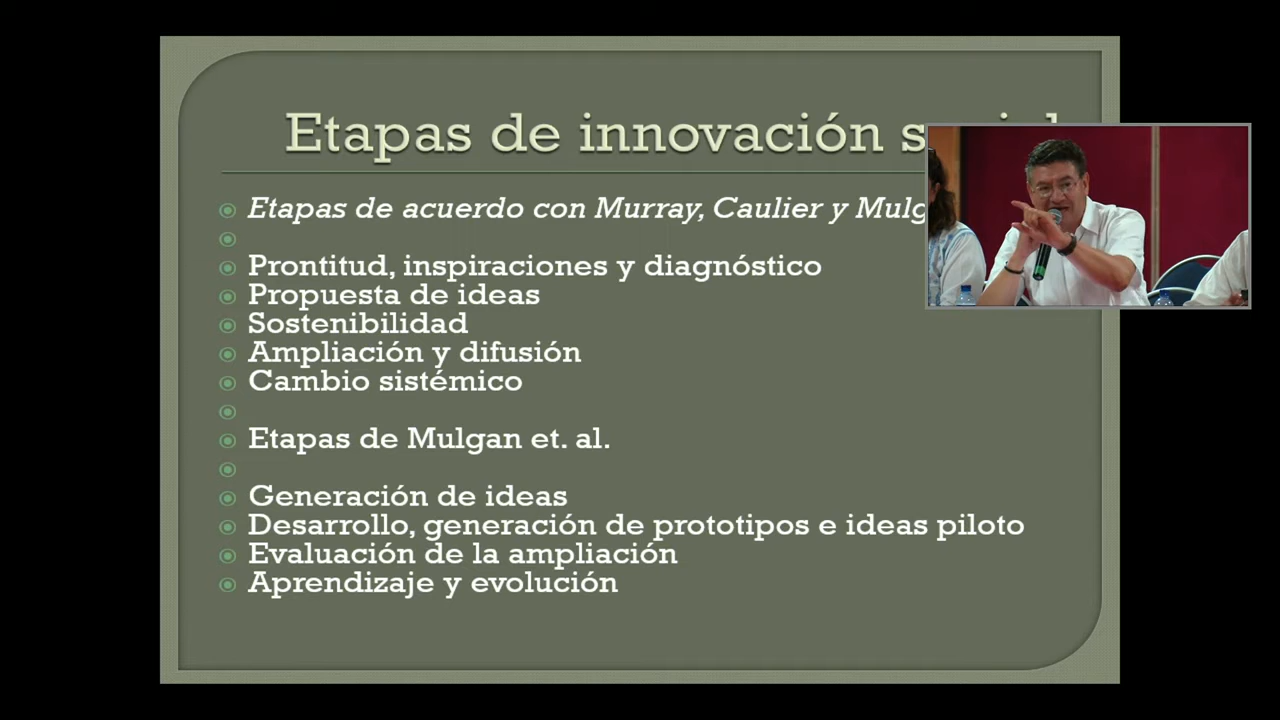 Etapas de innovación
Etapas de acuerdo con Murray, Caulier y
Prontitud, inspiraciones y diagnóstico
Propuesta de ideas
Sostenibilidad
Ampliación y difusión
Cambio sistémico
Etapas de Mulgan et. al.
Generación de ideas
Desarrollo, generación de prototipos e ideas piloto
Evaluación de la ampliación
Aprendizaje y evolución